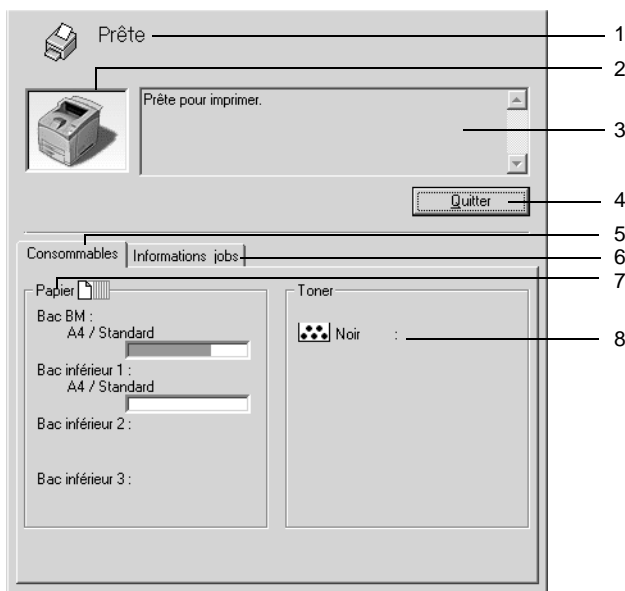 Prête
1
2
Prête pour imprimer.
3
Quitter
4
5
Consommables
Informations jobs
6
7
Papier
Toner
Bac BM :
A4 / Standard
Noir :
8
Bac inférieur 1 :
A4 / Standard
Bac inférieur 2 :
Bac inférieur 3 :